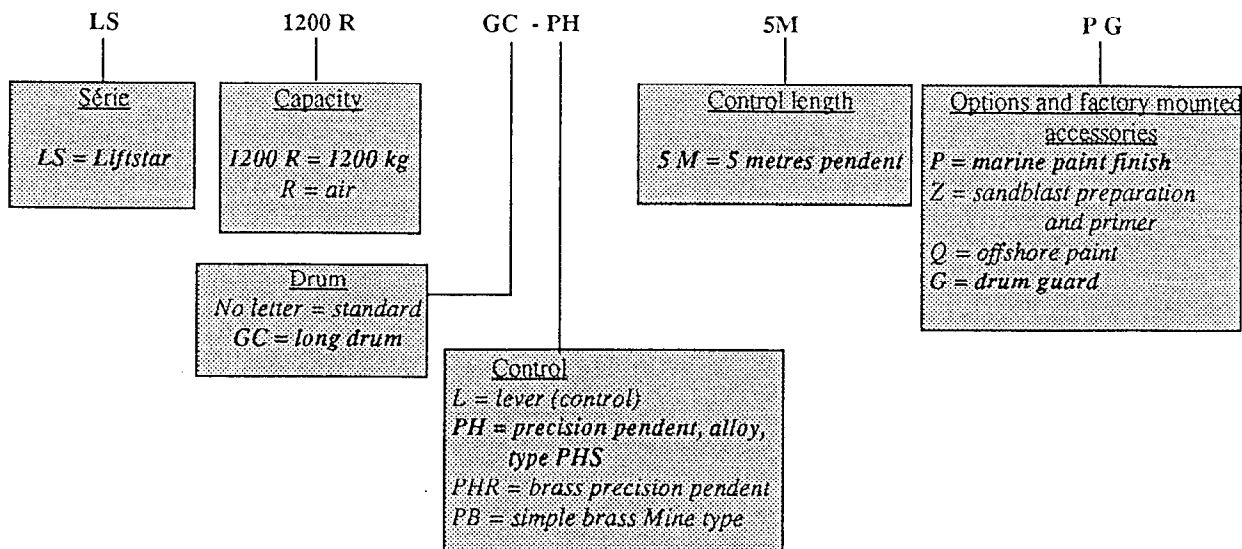 LS 1200 R GC - PH 5M P G
Série
LS = Liftstar
Capacity
1200 R = 1200 kg
R = air
Control length
5 M = 5 metres pendent
Options and factory mounted
accessories
P = marine paint finish
Z = sandblast preparation
and primer
Q = offshore paint
G = drum guard
Drum
No letter = standard
GC = long drum
Control
L = lever (control)
PH = precision pendent, alloy,
type PHS
PHR = brass precision pendent
PB = simple brass Mine type